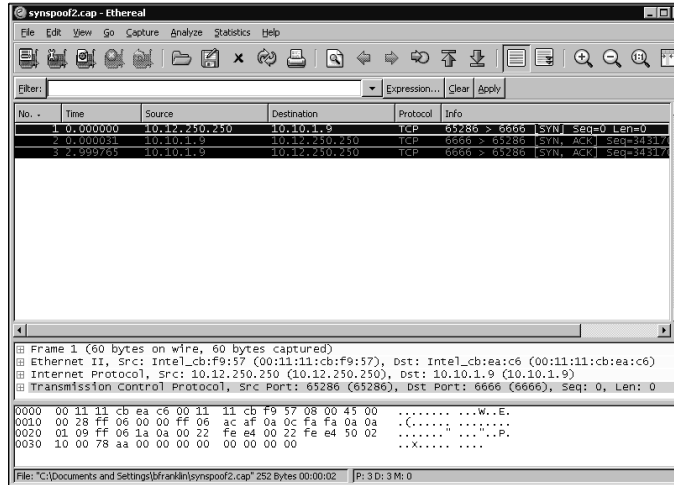 synspoof2.cap - Ethereal
File Edit View Go Capture Analyze Statistics Help
Filter: Expression... Clear Apply
No. - Time Source Destination Protocol Info
1 0.000000 10.12.250.250 10.10.1.9 TCP 65286 > 6666 [SYN] Seq=0 Len=0
2 0.000031 10.10.1.9 10.12.250.250 TCP 6666 > 65286 [SYN, ACK] Seq=34317
3 2.999765 10.10.1.9 10.12.250.250 TCP 6666 > 65286 [SYN, ACK] Seq=34317
Frame 1 (60 bytes on wire, 60 bytes captured)
Ethernet II, Src: Intel_cb:f9:57 (00:11:11:cb:f9:57), Dst: Intel_cb:ea:c6 (00:11:11:cb:ea:c6)
Internet Protocol, Src: 10.12.250.250 (10.12.250.250), Dst: 10.10.1.9 (10.10.1.9)
Transmission Control Protocol, Src Port: 65286 (65286), Dst Port: 6666 (6666), Seq: 0, Len: 0
0000 00 11 11 cb ea c6 00 11 11 cb f9 57 08 00 45 00 ........ ...W..E.
0010 00 28 ff 06 00 00 ff 06 ac af 0a 0c fa fa 0a 0a .(...... ........
0020 01 09 ff 06 1a 0a 00 22 fe e4 00 22 fe e4 50 02 ......." ..."..P.
0030 10 00 78 aa 00 00 00 00 00 00 00 00 ..x..... ....
File: "C:\Documents and Settings\bfranklin\synspoof2.cap" 252 Bytes 00:00:02 P: 3 D: 3 M: 0